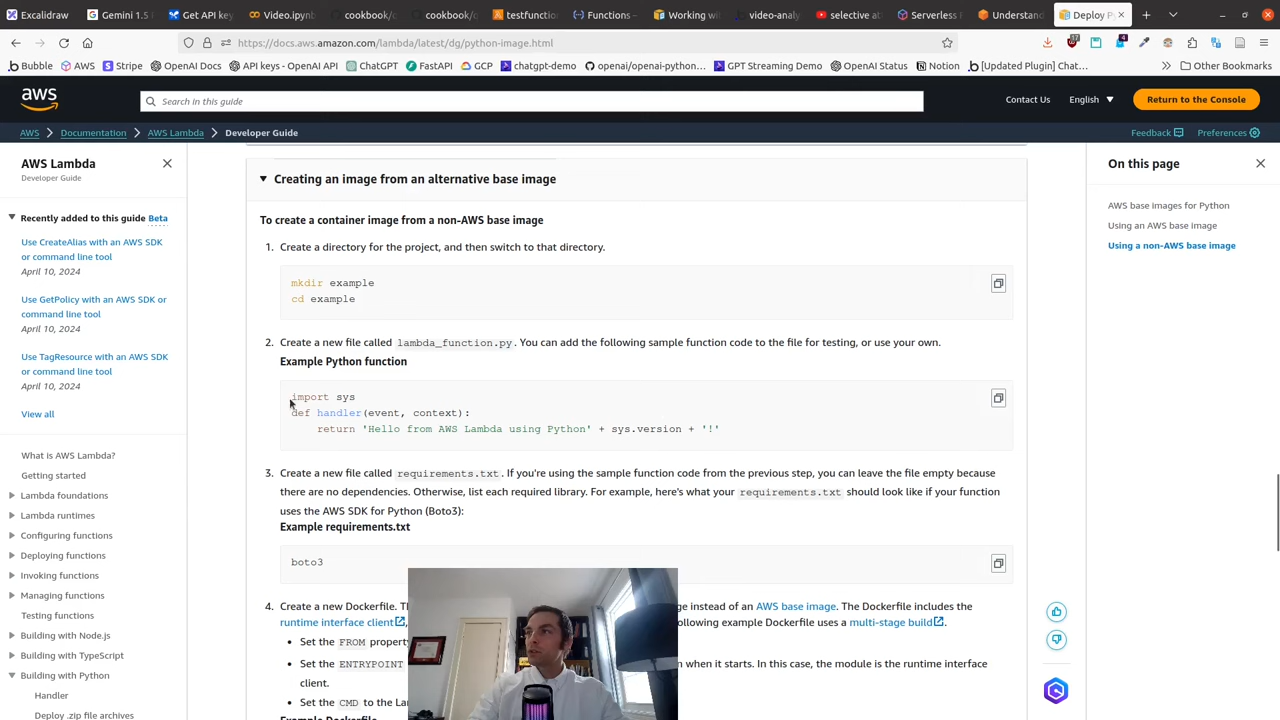 Excalidraw
Gemini 1.5
Get API key
Video.ipynb
cookbook/
cookbook/
testfunction
Functions –
Working wi
video-analy
selective at
Serverless
Understand
Deploy P
https://docs.aws.amazon.com/lambda/latest/dg/python-image.html
Bubble
AWS
Stripe
OpenAI Docs
API keys - OpenAI API
ChatGPT
FastAPI
GCP
chatgpt-demo
openai/openai-python...
GPT Streaming Demo
OpenAI Status
Notion
[Updated Plugin] Chat...
Other Bookmarks
aws
Search in this guide
Contact Us
English
Return to the Console
AWS
Documentation
AWS Lambda
Developer Guide
Feedback
Preferences
AWS Lambda
Developer Guide
Recently added to this guide Beta
Use CreateAlias with an AWS SDK
or command line tool
April 10, 2024
Use GetPolicy with an AWS SDK or
command line tool
April 10, 2024
Use TagResource with an AWS SDK
or command line tool
April 10, 2024
View all
What is AWS Lambda?
Getting started
Lambda foundations
Lambda runtimes
Configuring functions
Deploying functions
Invoking functions
Managing functions
Testing functions
Building with Node.js
Building with TypeScript
Building with Python
Handler
Deploy .zip file archives
Creating an image from an alternative base image
To create a container image from a non-AWS base image
1. Create a directory for the project, and then switch to that directory.
mkdir example
cd example
2. Create a new file called lambda_function.py. You can add the following sample function code to the file for testing, or use your own.
Example Python function
import sys
def handler(event, context):
return 'Hello from AWS Lambda using Python' + sys.version + '!'
3. Create a new file called requirements.txt. If you're using the sample function code from the previous step, you can leave the file empty because
there are no dependencies. Otherwise, list each required library. For example, here's what your requirements.txt should look like if your function
uses the AWS SDK for Python (Boto3):
Example requirements.txt
boto3
4. Create a new Dockerfile. instead of an AWS base image. The Dockerfile includes the
runtime interface client, following example Dockerfile uses a multi-stage build.
Set the FROM property
Set the ENTRYPOINT when it starts. In this case, the module is the runtime interface
client.
Set the CMD to the
Example Dockerfile
On this page
AWS base images for Python
Using an AWS base image
Using a non-AWS base image